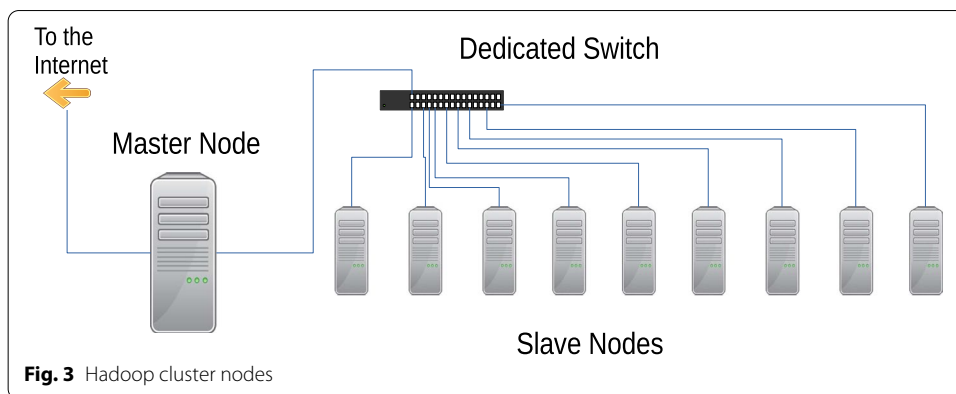 To the
Internet
Dedicated Switch
Master Node
Slave Nodes
Fig. 3 Hadoop cluster nodes